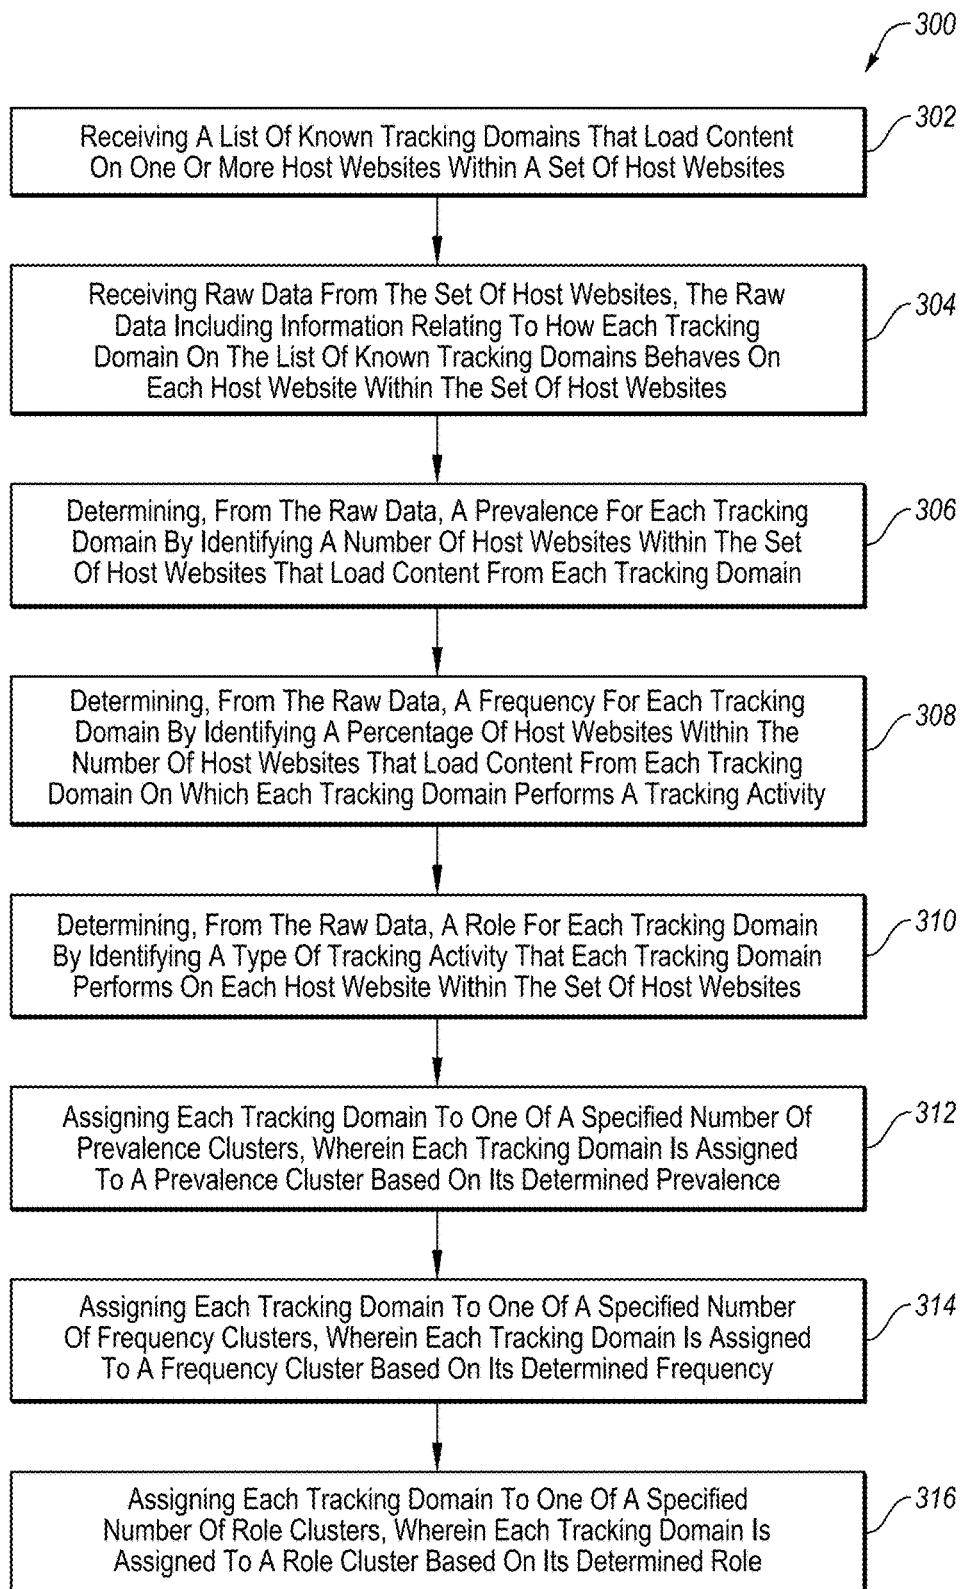 300
302
Receiving A List Of Known Tracking Domains That Load Content
On One Or More Host Websites Within A Set Of Host Websites
304
Receiving Raw Data From The Set Of Host Websites, The Raw
Data Including Information Relating To How Each Tracking
Domain On The List Of Known Tracking Domains Behaves On
Each Host Website Within The Set Of Host Websites
306
Determining, From The Raw Data, A Prevalence For Each Tracking
Domain By Identifying A Number Of Host Websites Within The Set
Of Host Websites That Load Content From Each Tracking Domain
308
Determining, From The Raw Data, A Frequency For Each Tracking
Domain By Identifying A Percentage Of Host Websites Within The
Number Of Host Websites That Load Content From Each Tracking
Domain On Which Each Tracking Domain Performs A Tracking Activity
310
Determining, From The Raw Data, A Role For Each Tracking Domain
By Identifying A Type Of Tracking Activity That Each Tracking Domain
Performs On Each Host Website Within The Set Of Host Websites
312
Assigning Each Tracking Domain To One Of A Specified Number Of
Prevalence Clusters, Wherein Each Tracking Domain Is Assigned
To A Prevalence Cluster Based On Its Determined Prevalence
314
Assigning Each Tracking Domain To One Of A Specified Number
Of Frequency Clusters, Wherein Each Tracking Domain Is Assigned
To A Frequency Cluster Based On Its Determined Frequency
316
Assigning Each Tracking Domain To One Of A Specified
Number Of Role Clusters, Wherein Each Tracking Domain Is
Assigned To A Role Cluster Based On Its Determined Role